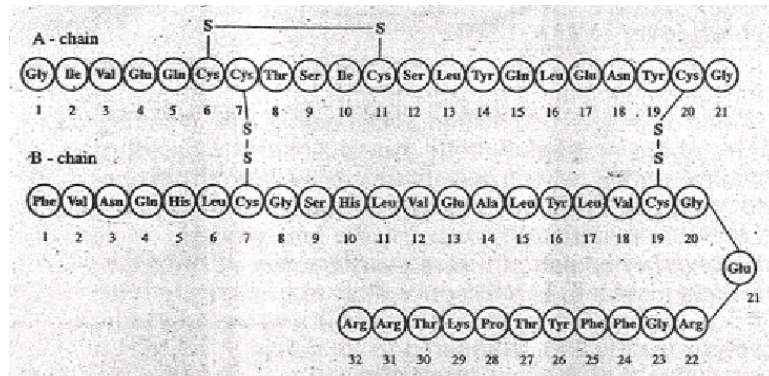 S S
A - chain
Gly Ile Val Glu Gln Cys Cys Thr Ser Ile Cys Ser Leu Tyr Gln Leu Glu Asn Tyr Cys Gly
1 2 3 4 5 6 7 8 9 10 11 12 13 14 15 16 17 18 19 20 21
S S
B - chain S S
Phe Val Asn Gln His Leu Cys Gly Ser His Leu Val Glu Ala Leu Tyr Leu Val Cys Gly
1 2 3 4 5 6 7 8 9 10 11 12 13 14 15 16 17 18 19 20
Glu
21
Arg Arg Thr Lys Pro Thr Tyr Phe Phe Gly Arg
32 31 30 29 28 27 26 25 24 23 22